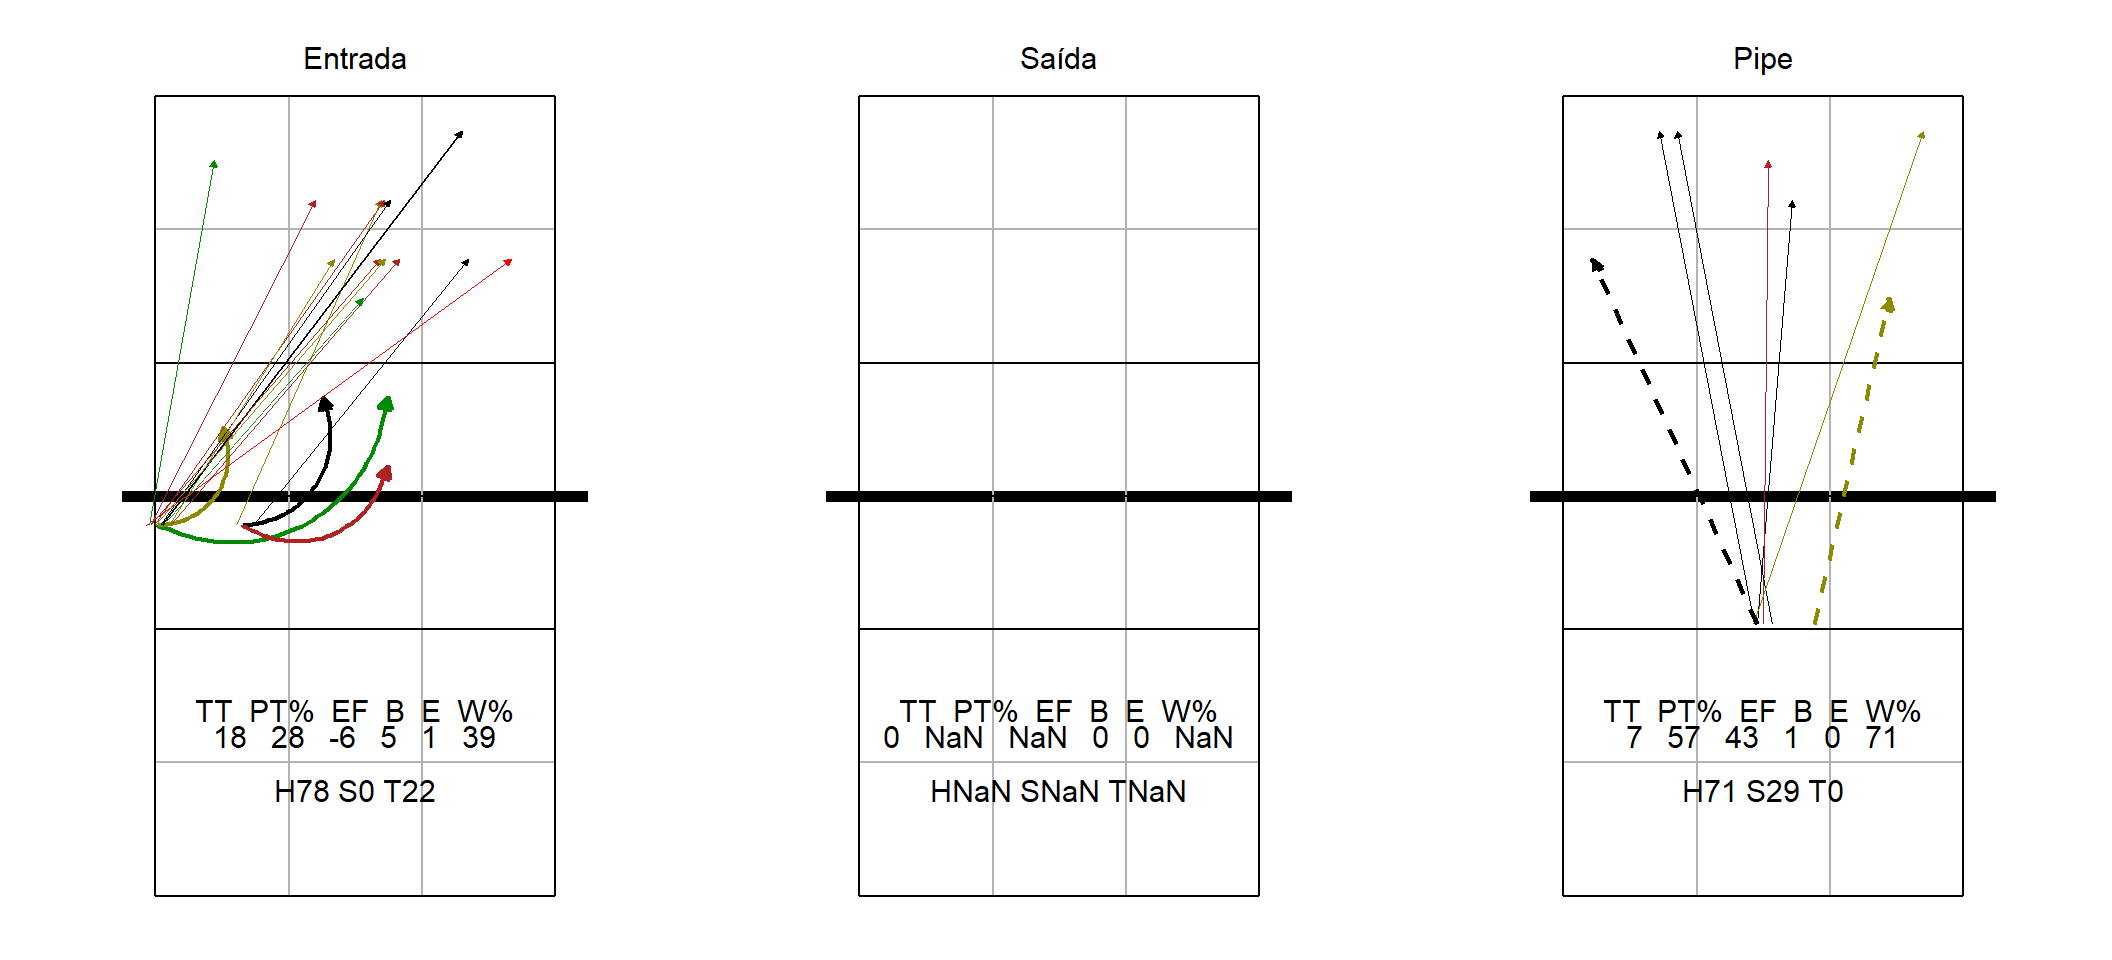 Entrada
TT PT% EF B E W%
18 28 -6 5 1 39
H78 S0 T22
Saída
TT PT% EF B E W%
0 NaN NaN 0 0 NaN
HNaN SNaN TNaN
Pipe
TT PT% EF B E W%
7 57 43 1 0 71
H71 S29 T0